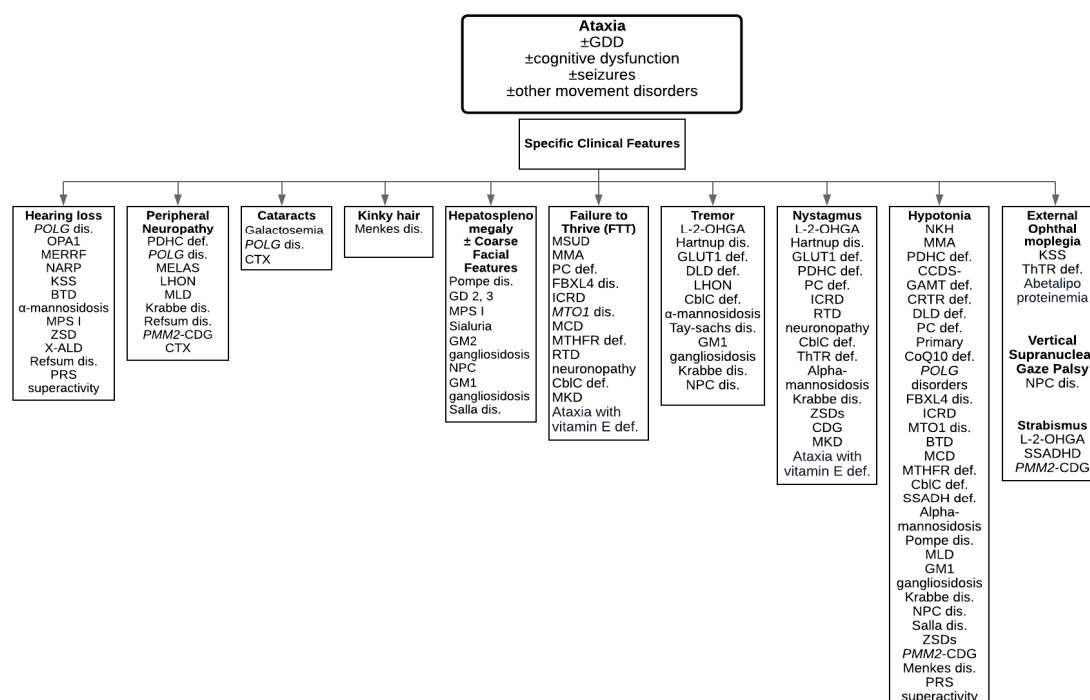 Ataxia
±GDD
±cognitive dysfunction
±seizures
±other movement disorders
Specific Clinical Features
Hearing loss
POLG dis.
OPA1
MERRF
NARP
KSS
BTD
α-mannosidosis
MPS I
ZSD
X-ALD
Refsum dis.
PRS
superactivity
Peripheral
Neuropathy
PDHC def.
POLG dis.
MELAS
LHON
MLD
Krabbe dis.
Refsum dis.
PMM2-CDG
CTX
Cataracts
Galactosemia
POLG dis.
CTX
Kinky hair
Menkes dis.
Hepatospleno
megaly
± Coarse
Facial
Features
Pompe dis.
GD 2, 3
MPS I
Sialuria
GM2
gangliosidosis
NPC
GM1
gangliosidosis
Salla dis.
Failure to
Thrive (FTT)
MSUD
MMA
PC def.
FBXL4 dis.
ICRD
MTO1 dis.
MCD
MTHFR def.
RTD
neuronopathy
CblC def.
MKD
Ataxia with
vitamin E def.
Tremor
L-2-OHGA
Hartnup dis.
GLUT1 def.
DLD def.
LHON
CblC def.
α-mannosidosis
Tay-sachs dis.
GM1
gangliosidosis
Krabbe dis.
NPC dis.
Nystagmus
L-2-OHGA
Hartnup dis.
GLUT1 def.
PDHC def.
PC def.
ICRD
RTD
neuronopathy
CblC def.
ThTR def.
Alpha-
mannosidosis
Krabbe dis.
ZSDs
CDG
MKD
Ataxia with
vitamin E def.
Hypotonia
NKH
MMA
PDHC def.
CCDS-
GAMT def.
CRTR def.
DLD def.
PC def.
Primary
CoQ10 def.
POLG
disorders
FBXL4 dis.
ICRD
MTO1 dis.
BTD
MCD
MTHFR def.
CblC def.
SSADH def.
Alpha-
mannosidosis
Pompe dis.
MLD
GM1
gangliosidosis
Krabbe dis.
NPC dis.
Salla dis.
ZSDs
PMM2-CDG
Menkes dis.
PRS
superactivity
External
Ophthal
moplegia
KSS
ThTR def.
Abetalipo
proteinemia
Vertical
Supranuclea
Gaze Palsy
NPC dis.
Strabismus
L-2-OHGA
SSADHD
PMM2-CDG